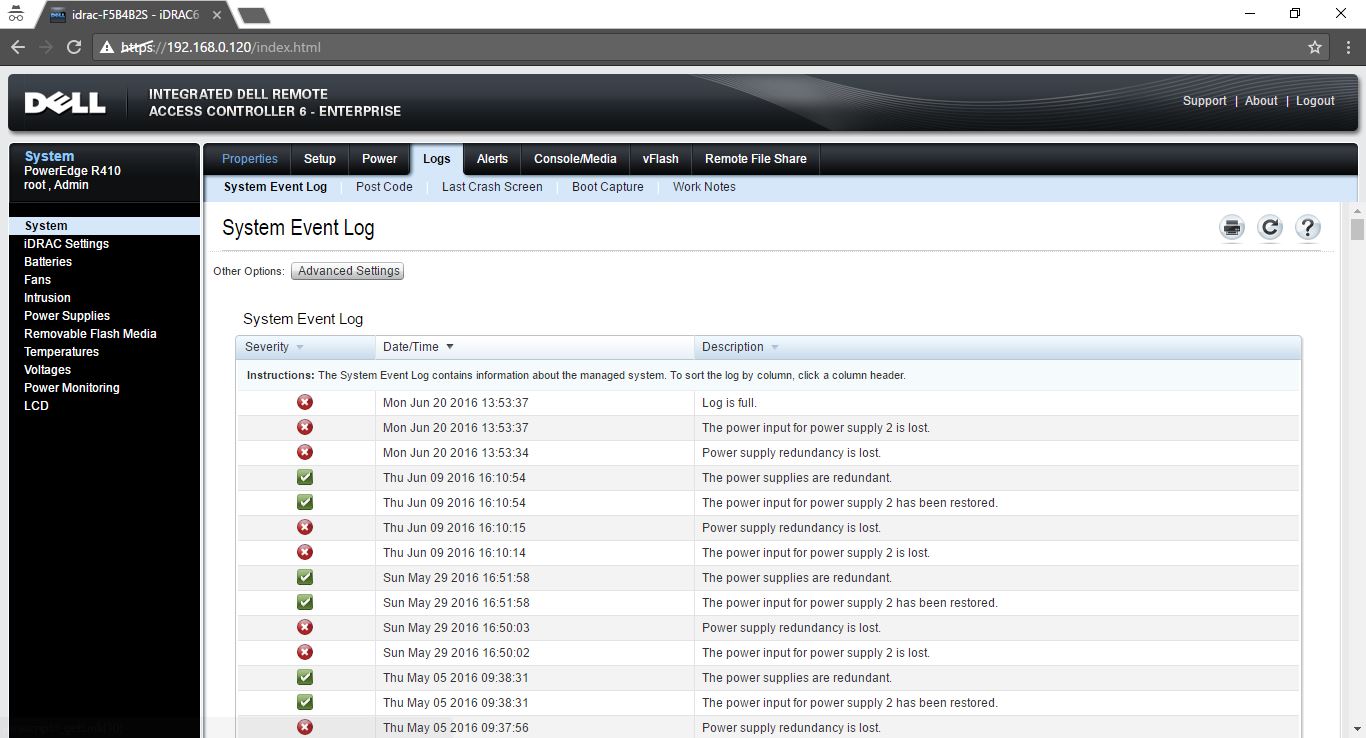 idrac-F5B4B2S - iDRAC6
https://192.168.0.120/index.html
DELL
INTEGRATED DELL REMOTE
ACCESS CONTROLLER 6 - ENTERPRISE
Support | About | Logout
System
PowerEdge R410
root , Admin
Properties Setup Power Logs Alerts Console/Media vFlash Remote File Share
System Event Log Post Code Last Crash Screen Boot Capture Work Notes
System
iDRAC Settings
Batteries
Fans
Intrusion
Power Supplies
Removable Flash Media
Temperatures
Voltages
Power Monitoring
LCD
System Event Log
Other Options: Advanced Settings
System Event Log
Severity Date/Time Description
Instructions: The System Event Log contains information about the managed system. To sort the log by column, click a column header.
Mon Jun 20 2016 13:53:37 Log is full.
Mon Jun 20 2016 13:53:37 The power input for power supply 2 is lost.
Mon Jun 20 2016 13:53:34 Power supply redundancy is lost.
Thu Jun 09 2016 16:10:54 The power supplies are redundant.
Thu Jun 09 2016 16:10:54 The power input for power supply 2 has been restored.
Thu Jun 09 2016 16:10:15 Power supply redundancy is lost.
Thu Jun 09 2016 16:10:14 The power input for power supply 2 is lost.
Sun May 29 2016 16:51:58 The power supplies are redundant.
Sun May 29 2016 16:51:58 The power input for power supply 2 has been restored.
Sun May 29 2016 16:50:03 Power supply redundancy is lost.
Sun May 29 2016 16:50:02 The power input for power supply 2 is lost.
Thu May 05 2016 09:38:31 The power supplies are redundant.
Thu May 05 2016 09:38:31 The power input for power supply 2 has been restored.
Thu May 05 2016 09:37:56 Power supply redundancy is lost.